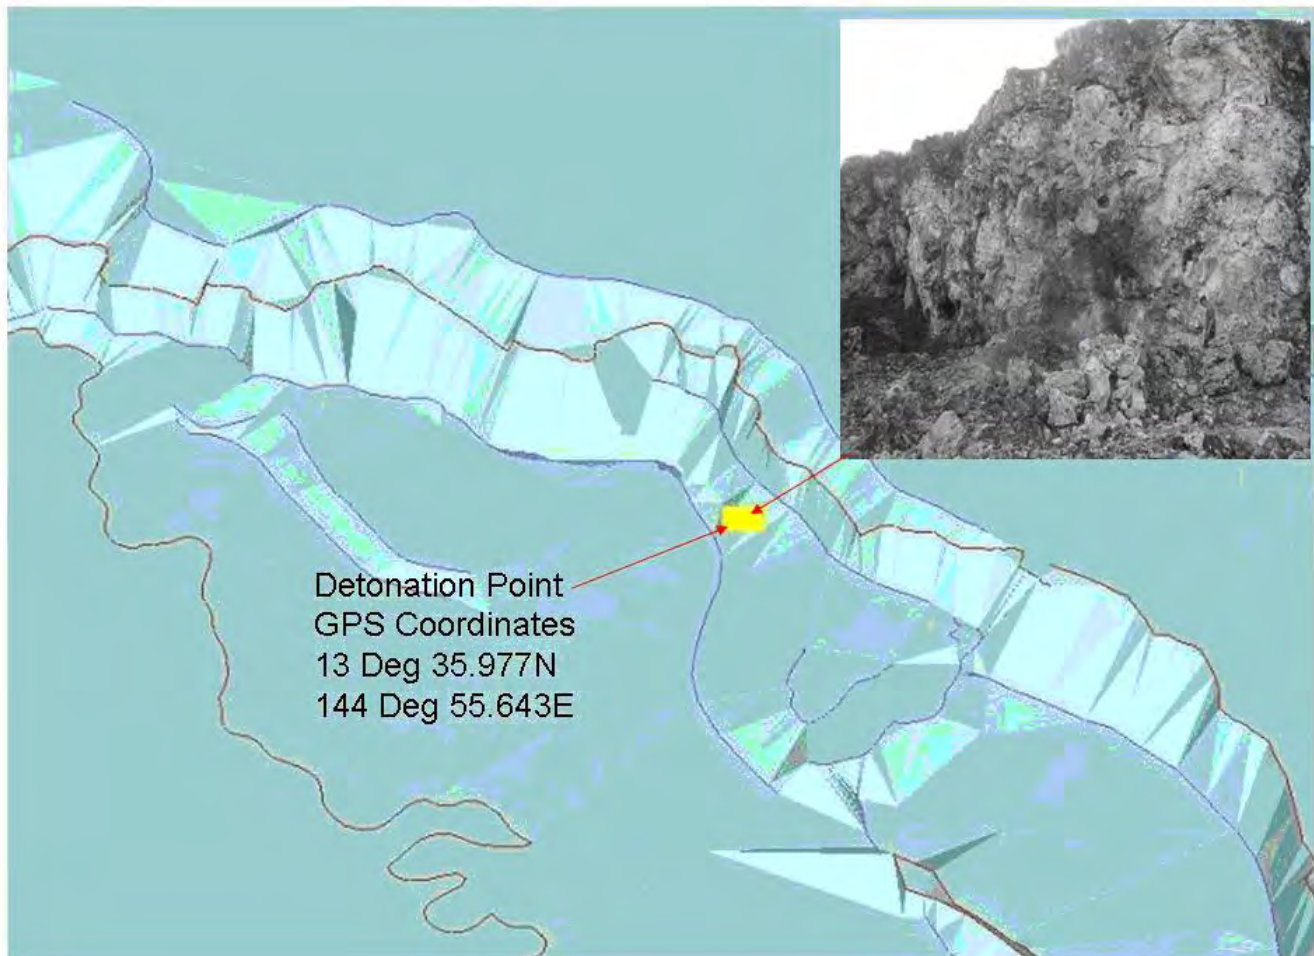 Detonation Point
GPS Coordinates
13 Deg 35.977N
144 Deg 55.643E